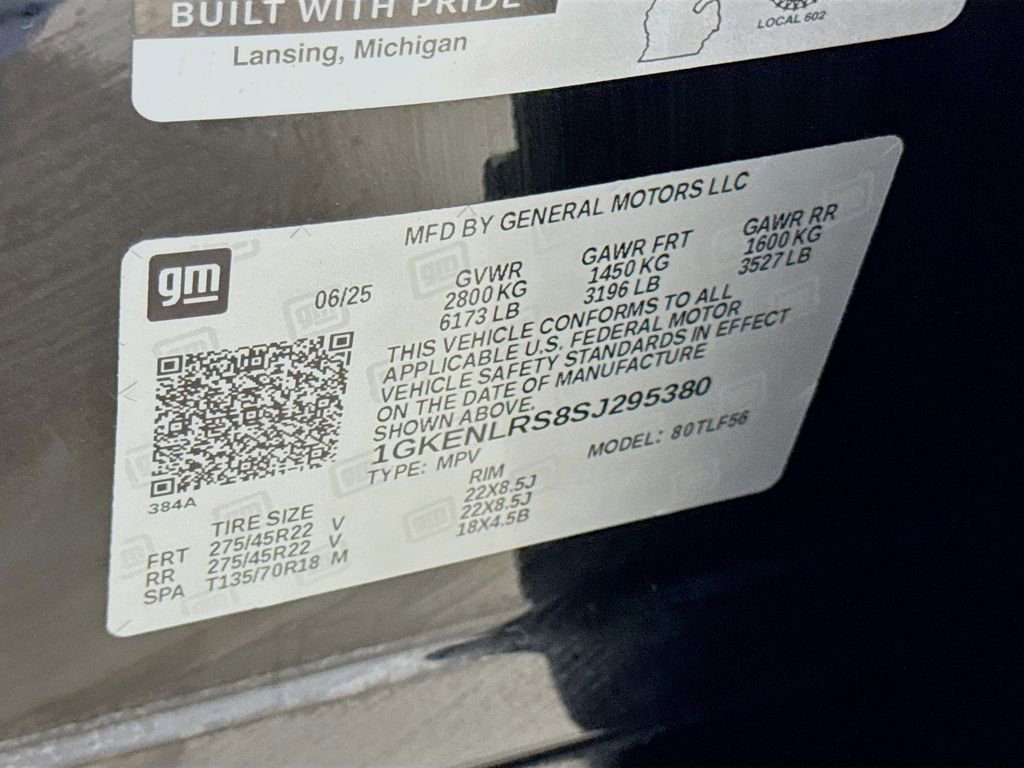 BUILT WITH PRIDE
Lansing, Michigan
LOCAL 602
gm
06/25
MFD BY GENERAL MOTORS LLC
GVWR GAWR FRT GAWR RR
2800 KG 1450 KG 1600 KG
6173 LB 3196 LB 3527 LB
THIS VEHICLE CONFORMS TO ALL
APPLICABLE U.S. FEDERAL MOTOR
VEHICLE SAFETY STANDARDS IN EFFECT
ON THE DATE OF MANUFACTURE
SHOWN ABOVE.
1GKENLRS8SJ295380
TYPE: MPV MODEL: 80TLF56
384A
TIRE SIZE RIM
FRT 275/45R22 V 22X8.5J
RR 275/45R22 V 22X8.5J
SPA T135/70R18 M 18X4.5B